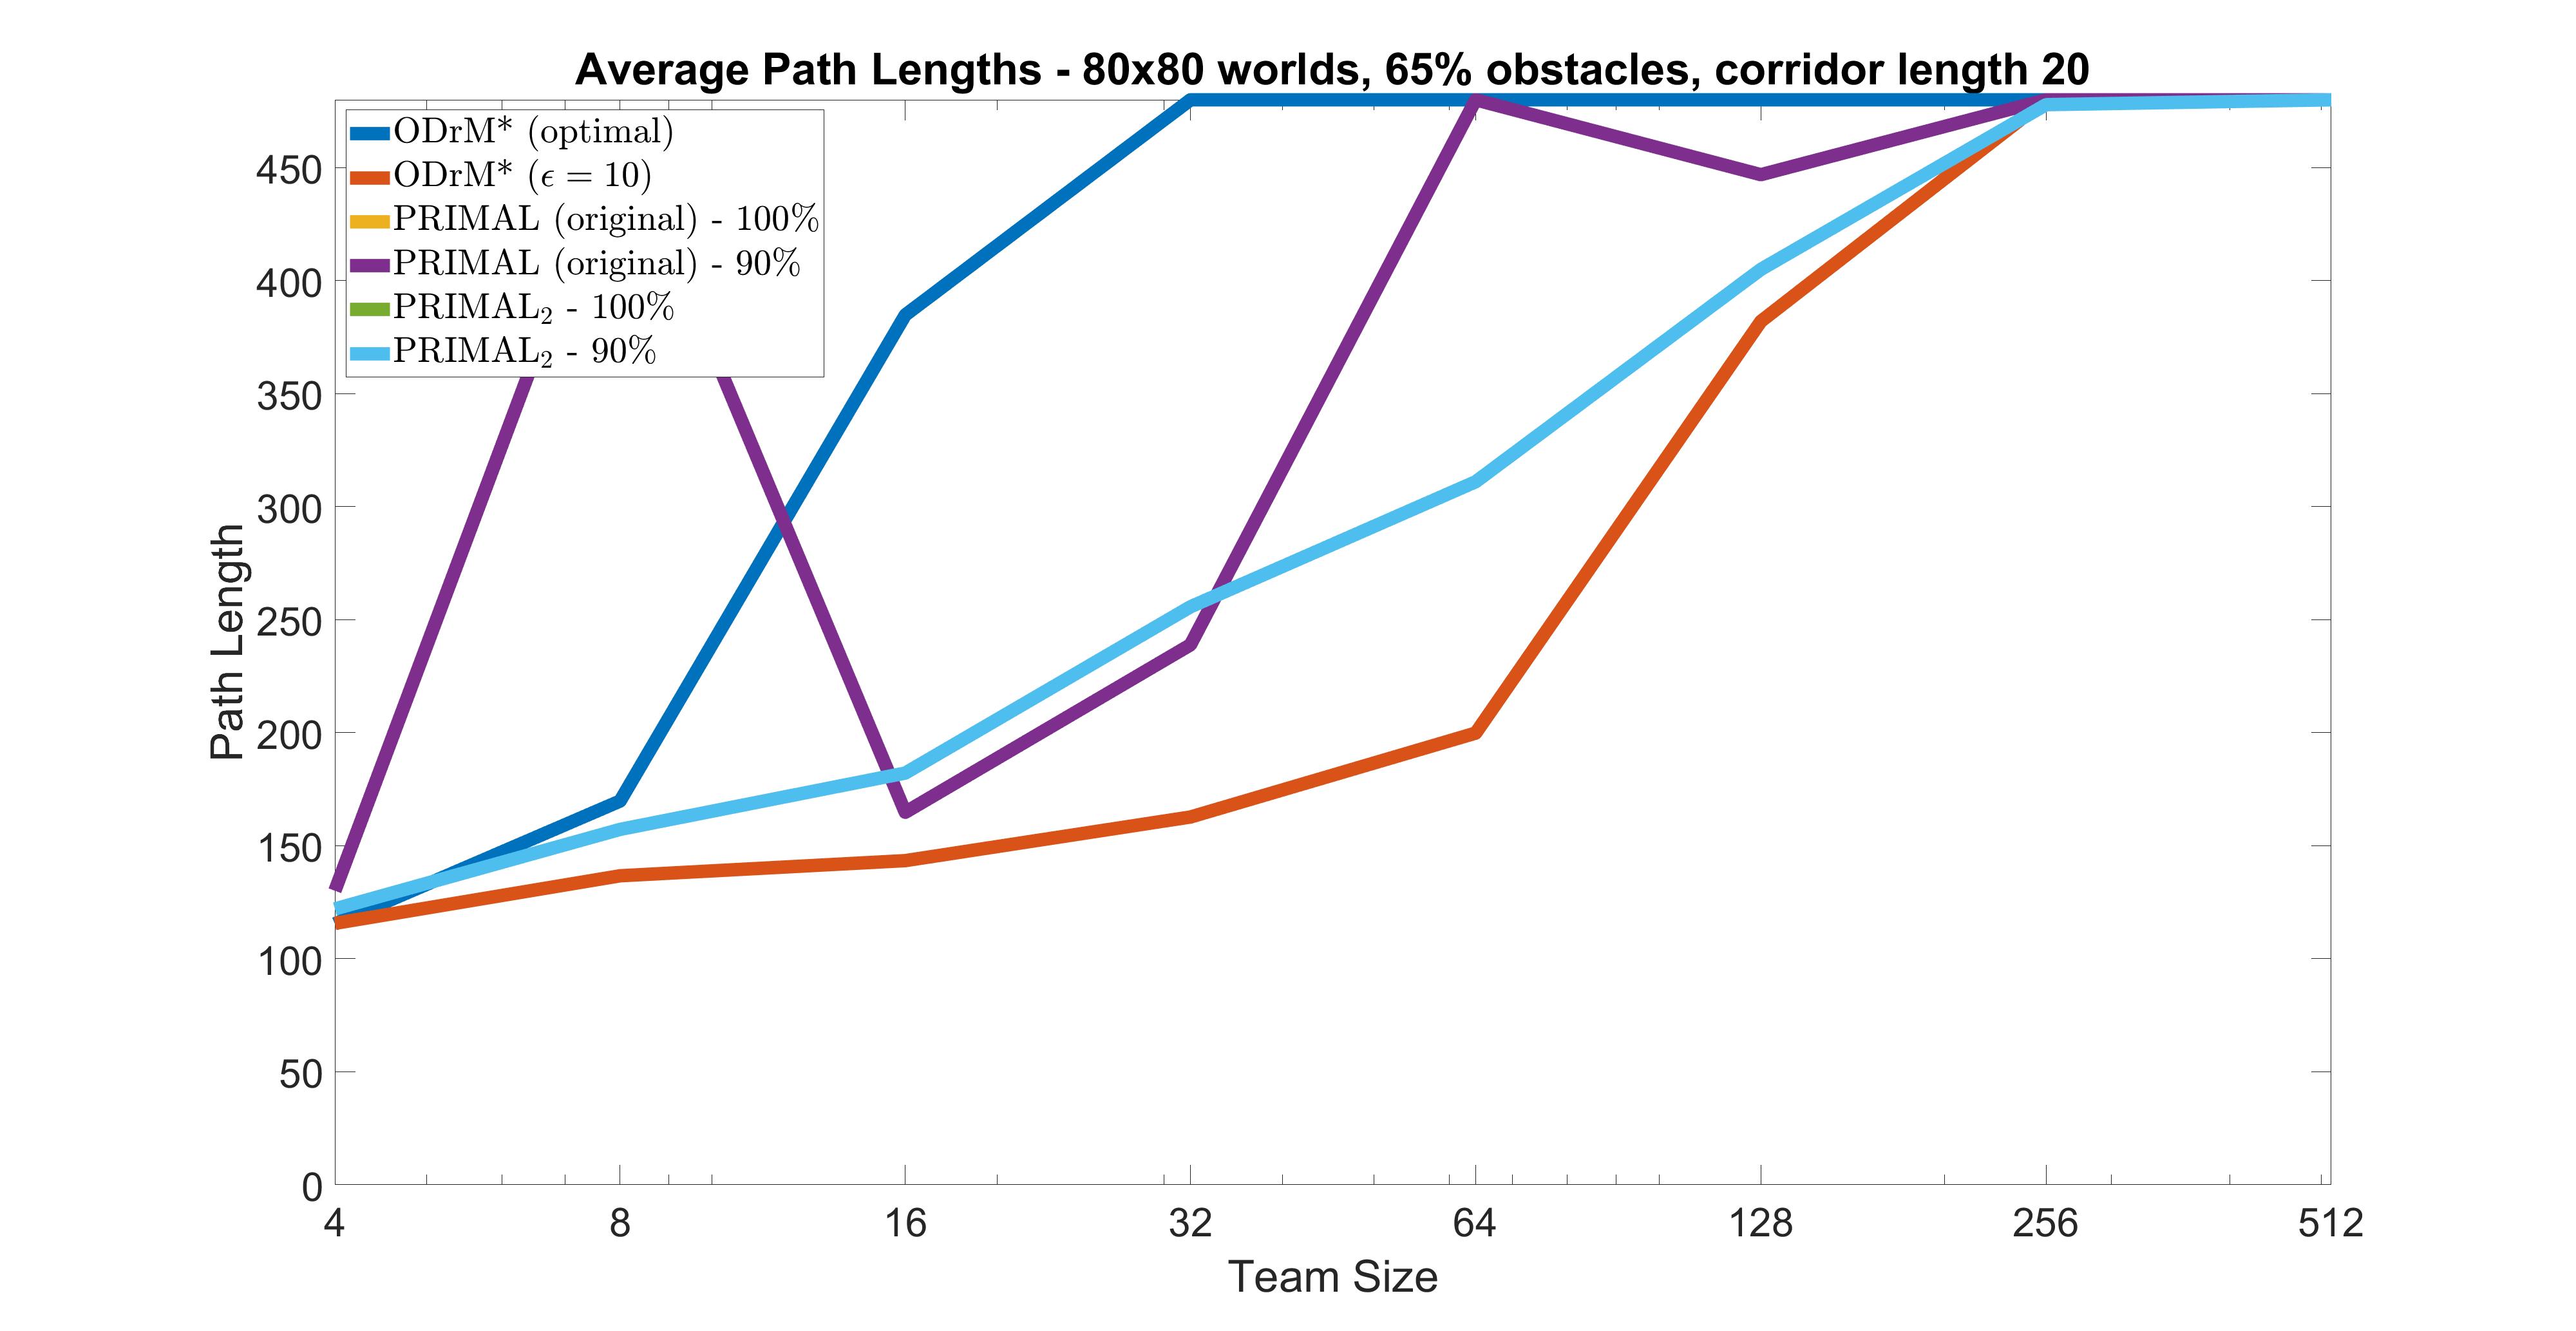 Average Path Lengths - 80x80 worlds, 65% obstacles, corridor length 20
ODrM* (optimal)
ODrM* (ϵ = 10)
PRIMAL (original) - 100%
PRIMAL (original) - 90%
PRIMAL₂ - 100%
PRIMAL₂ - 90%
Path Length
450
400
350
300
250
200
150
100
50
0
4 8 16 32 64 128 256 512
Team Size